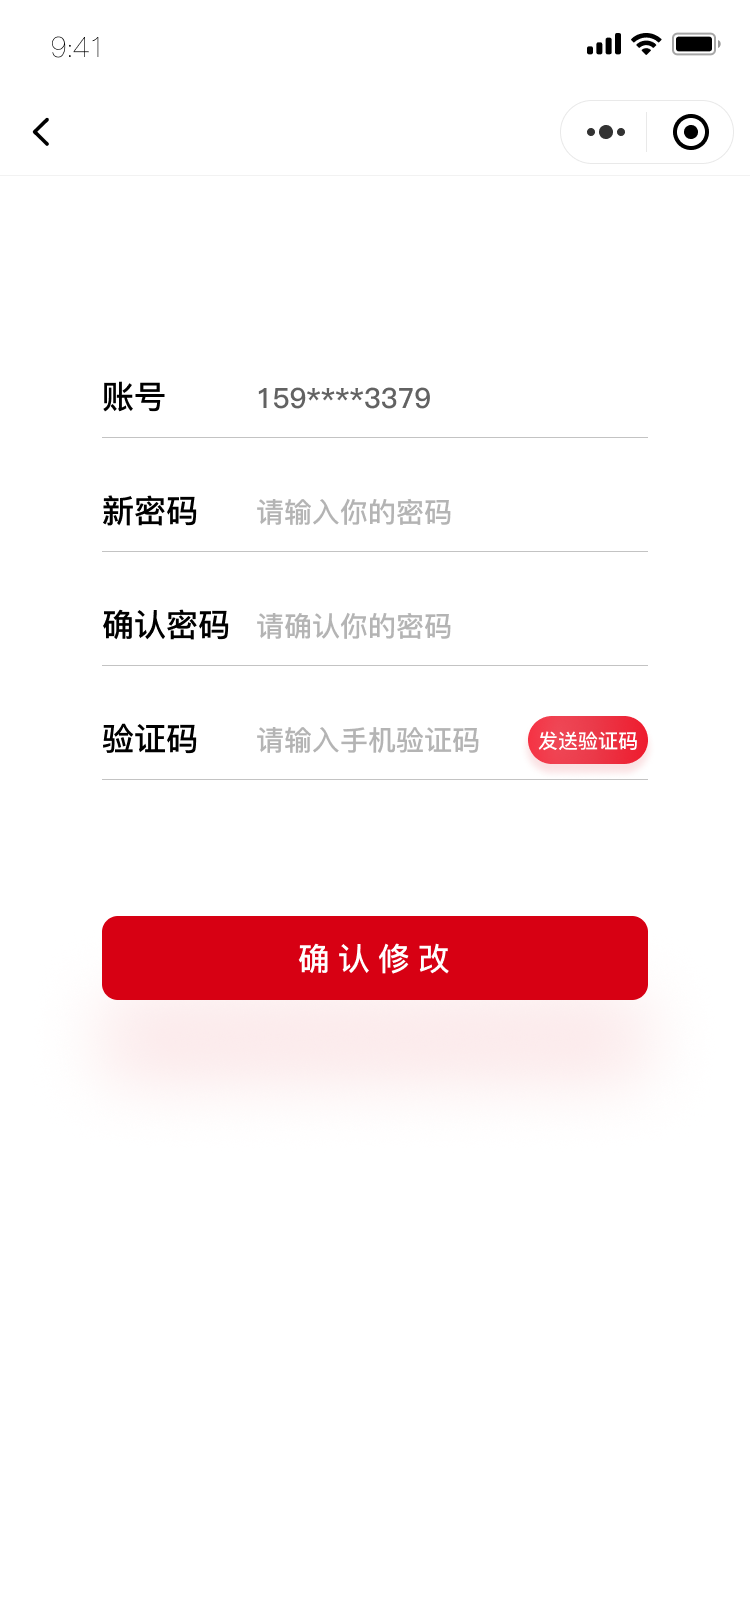 9:41
账号 159****3379
新密码 请输入你的密码
确认密码 请确认你的密码
验证码 请输入手机验证码 发送验证码
确认修改